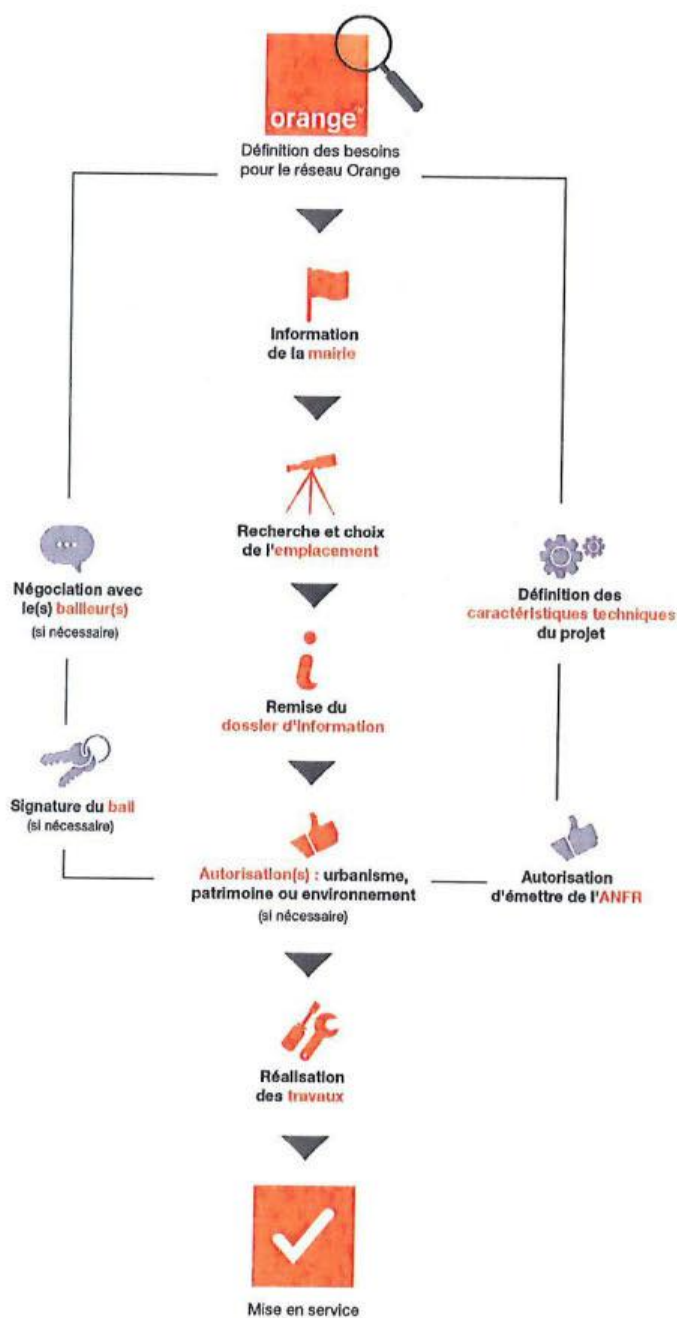 orange
Définition des besoins
pour le réseau Orange
Information
de la mairie
Recherche et choix
de l'emplacement
Négociation avec
le(s) bailleur(s)
(si nécessaire)
Définition des
caractéristiques techniques
du projet
Remise du
dossier d'information
Signature du bail
(si nécessaire)
Autorisation(s) : urbanisme,
patrimoine ou environnement
(si nécessaire)
Autorisation
d'émettre de l'ANFR
Réalisation
des travaux
Mise en service